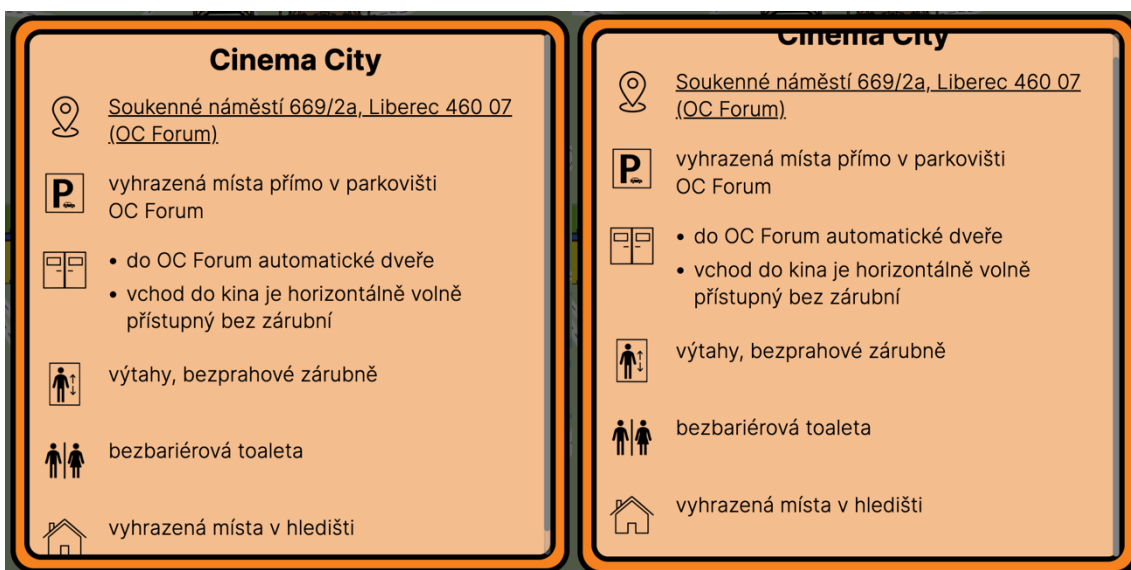 Cinema City
Soukenné náměstí 669/2a, Liberec 460 07
(OC Forum)
P
vyhrazená místa přímo v parkovišti
OC Forum
• do OC Forum automatické dveře
• vchod do kina je horizontálně volně
přístupný bez zárubní
výtahy, bezprahové zárubně
bezbariérová toaleta
vyhrazená místa v hledišti
Cinema City
Soukenné náměstí 669/2a, Liberec 460 07
(OC Forum)
P
vyhrazená místa přímo v parkovišti
OC Forum
• do OC Forum automatické dveře
• vchod do kina je horizontálně volně
přístupný bez zárubní
výtahy, bezprahové zárubně
bezbariérová toaleta
vyhrazená místa v hledišti